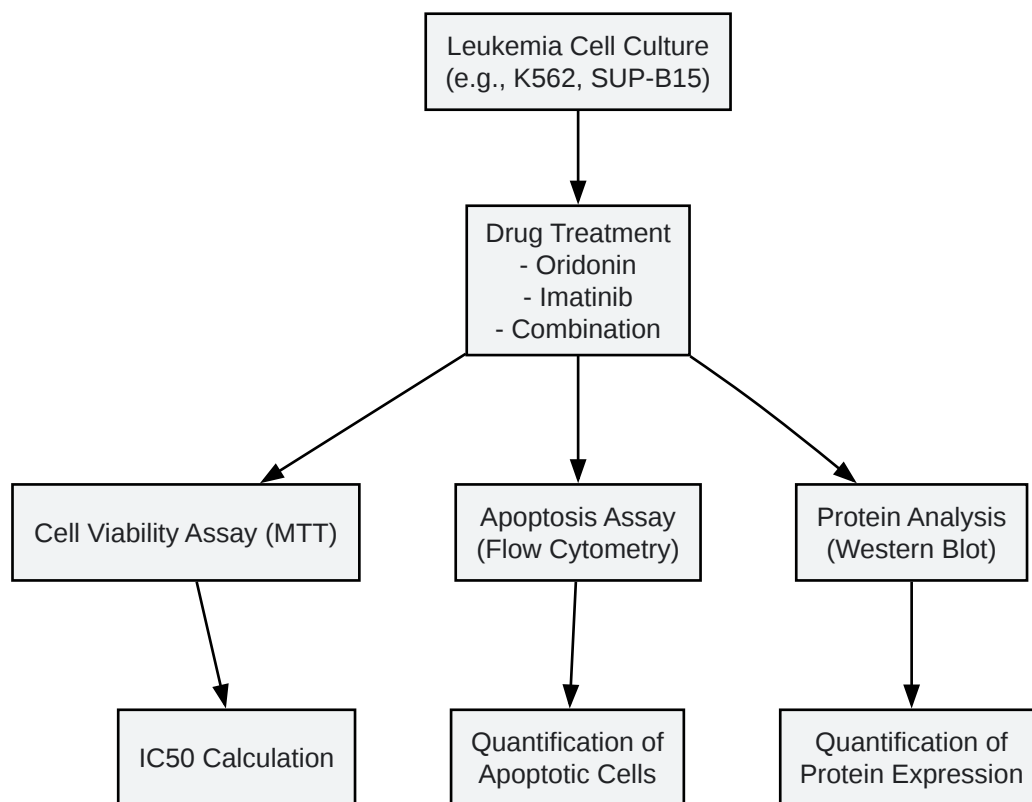 Leukemia Cell Culture
(e.g., K562, SUP-B15)
Drug Treatment
- Oridonin
- Imatinib
- Combination
Cell Viability Assay (MTT)
Apoptosis Assay
(Flow Cytometry)
Protein Analysis
(Western Blot)
IC50 Calculation
Quantification of
Apoptotic Cells
Quantification of
Protein Expression